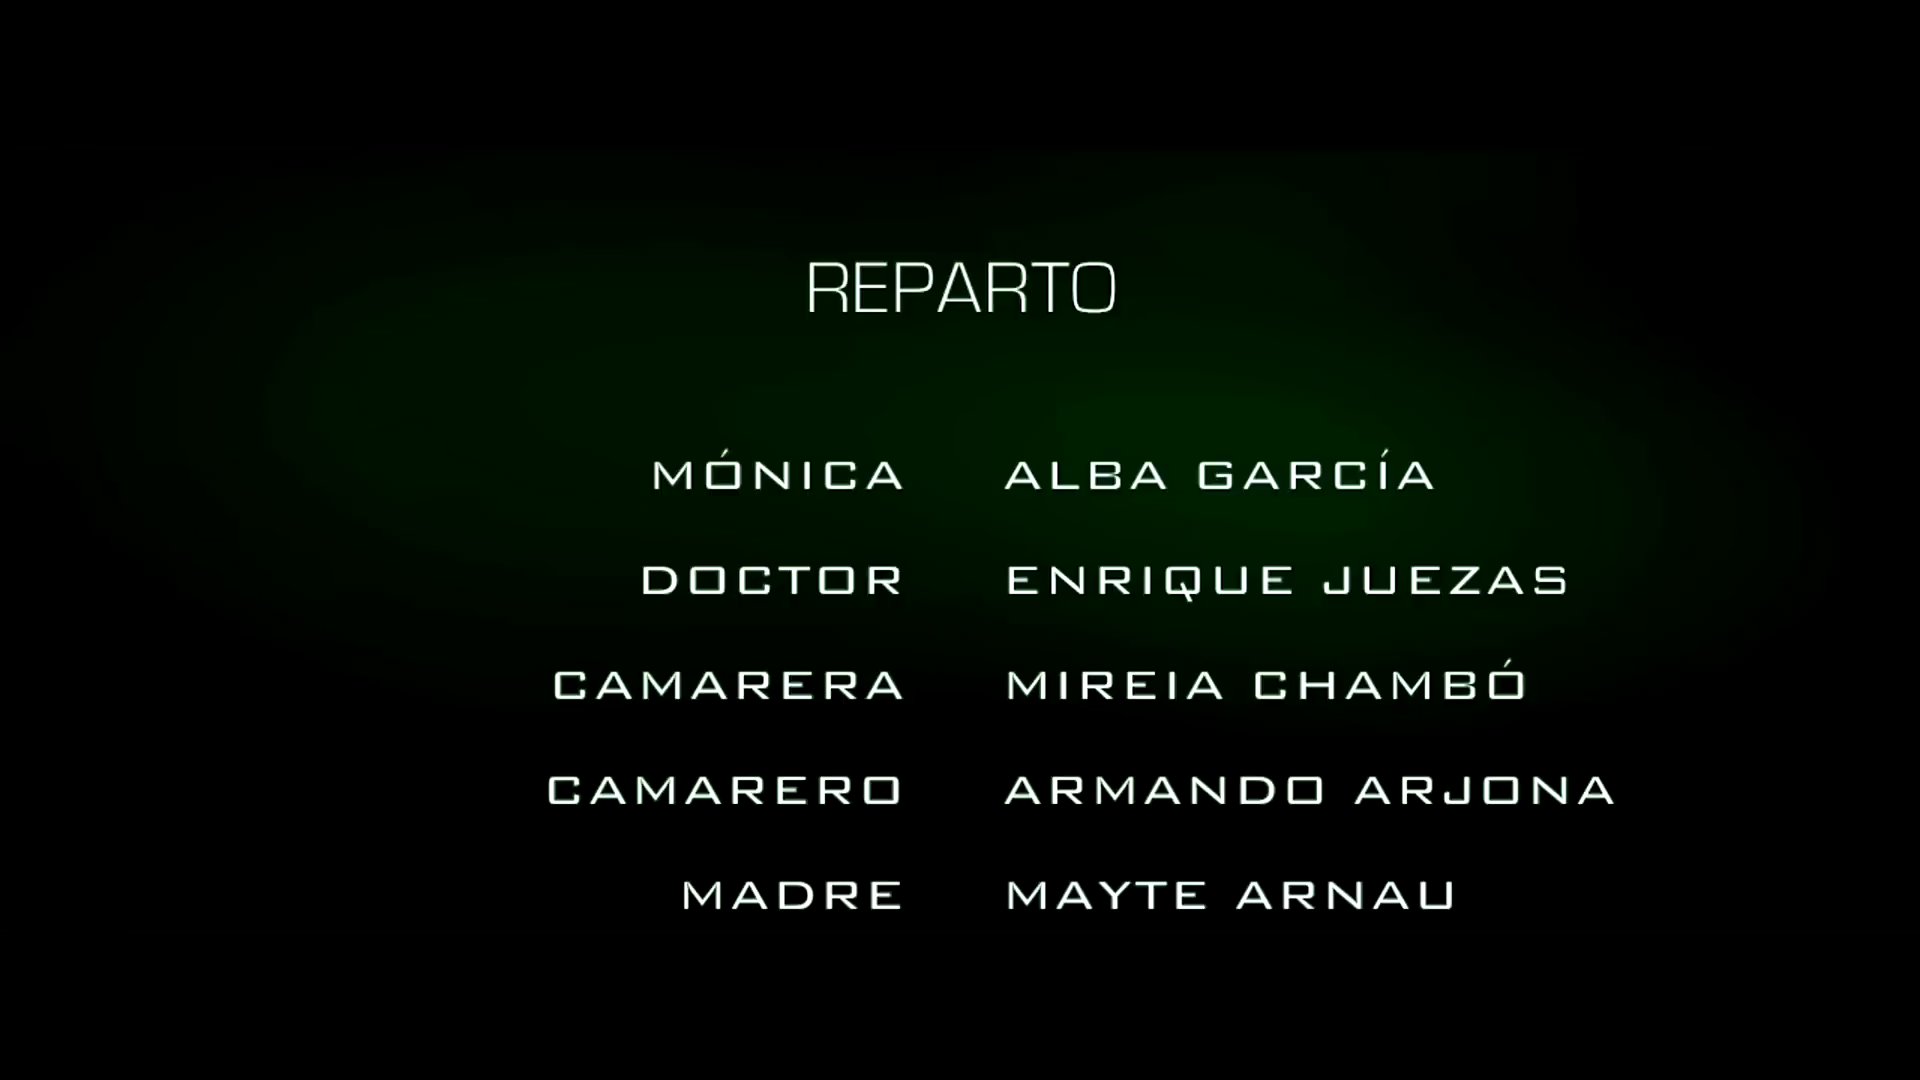 REPARTO
MÓNICA ALBA GARCÍA
DOCTOR ENRIQUE JUEZAS
CAMARERA MIREIA CHAMBÓ
CAMARERO ARMANDO ARJONA
MADRE MAYTE ARNAU